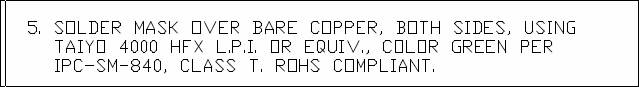 5. SOLDER MASK OVER BARE COPPER, BOTH SIDES, USING
TAIYO 4000 HFX L.P.I. OR EQUIV., COLOR GREEN PER
IPC-SM-840, CLASS T. ROHS COMPLIANT.